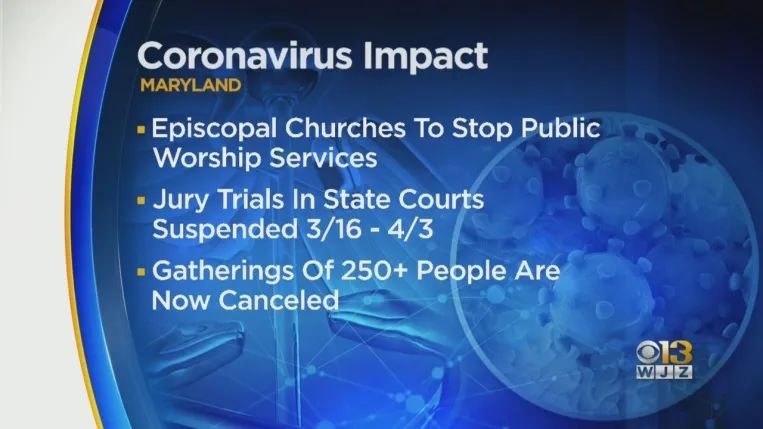 Coronavirus Impact
MARYLAND
▪ Episcopal Churches To Stop Public
Worship Services
▪ Jury Trials In State Courts
Suspended 3/16 - 4/3
▪ Gatherings Of 250+ People Are
Now Canceled
13
WJZ